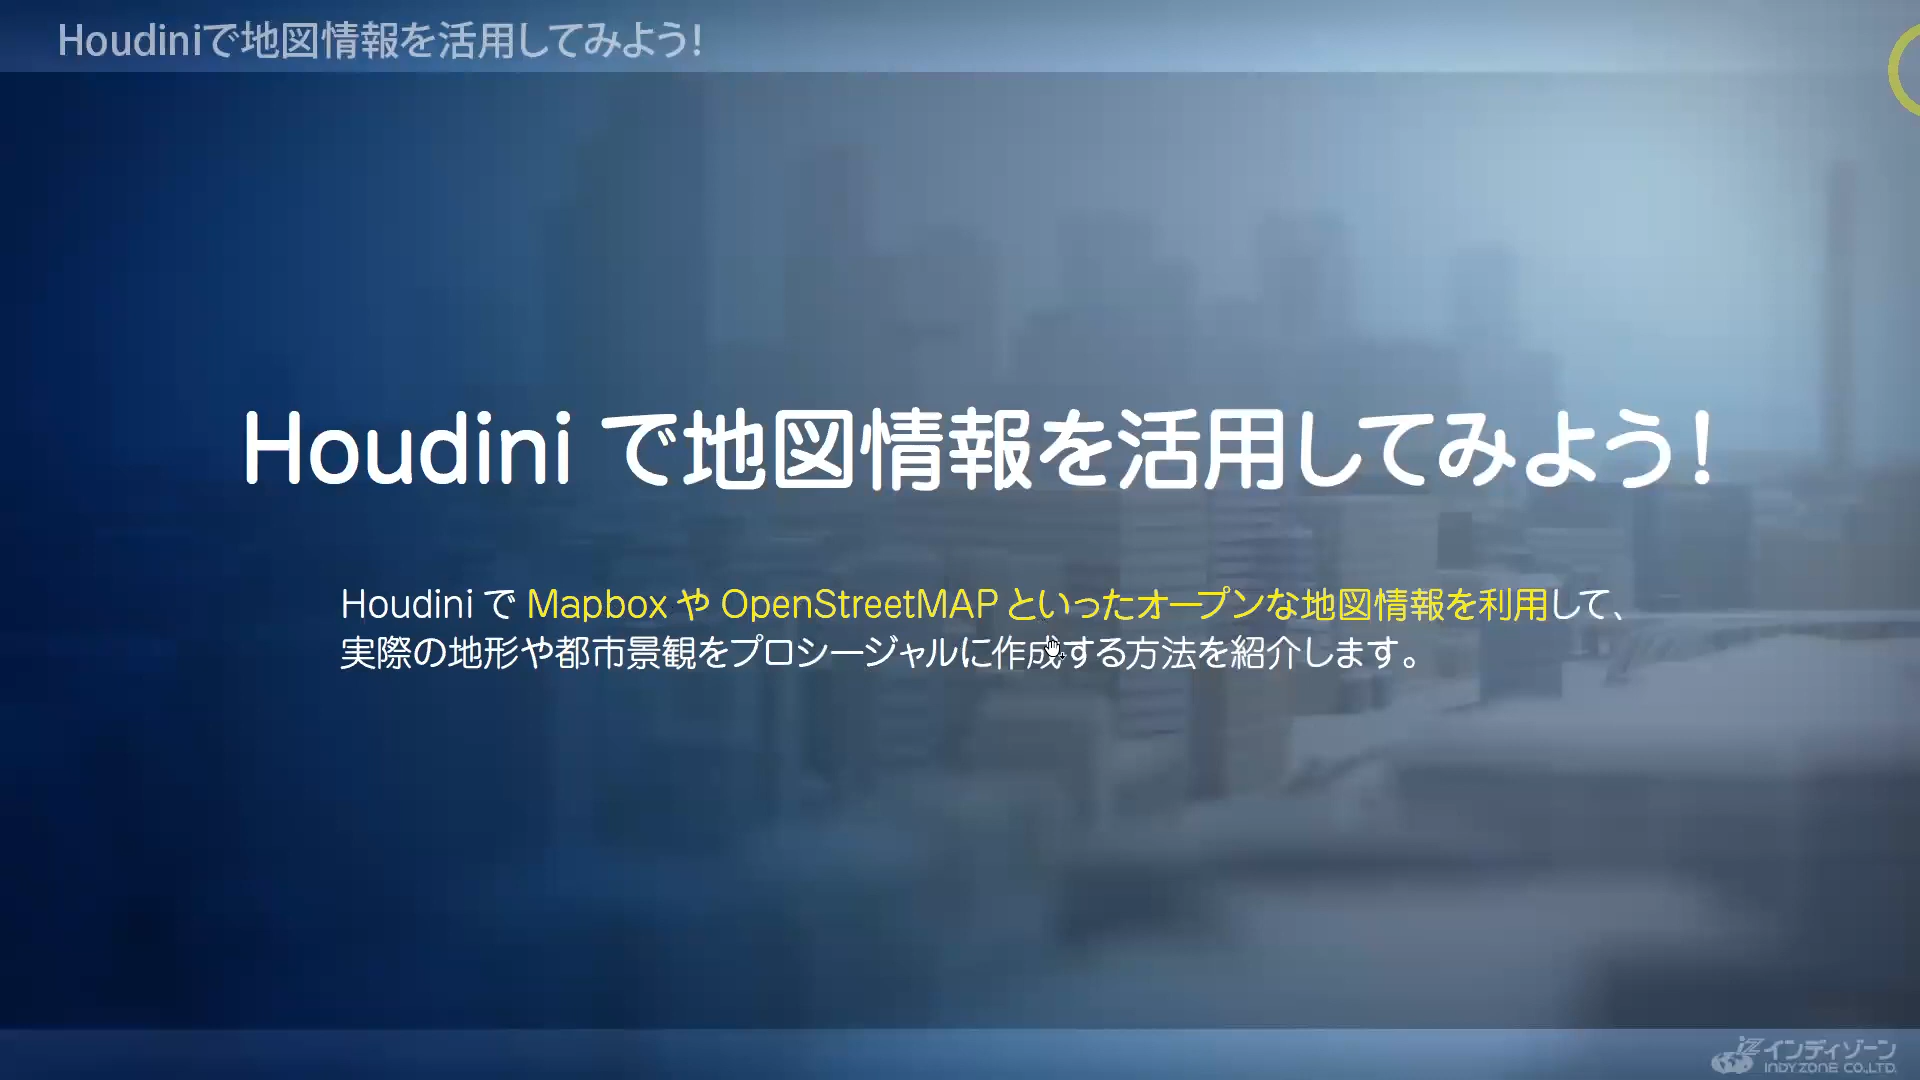 Houdiniで地図情報を活用してみよう!
Houdini で地図情報を活用してみよう!
Houdini で Mapbox や OpenStreetMAP といったオープンな地図情報を利用して、
実際の地形や都市景観をプロシージャルに作成する方法を紹介します。
インディゾーン
INDYZONE CO.,LTD.